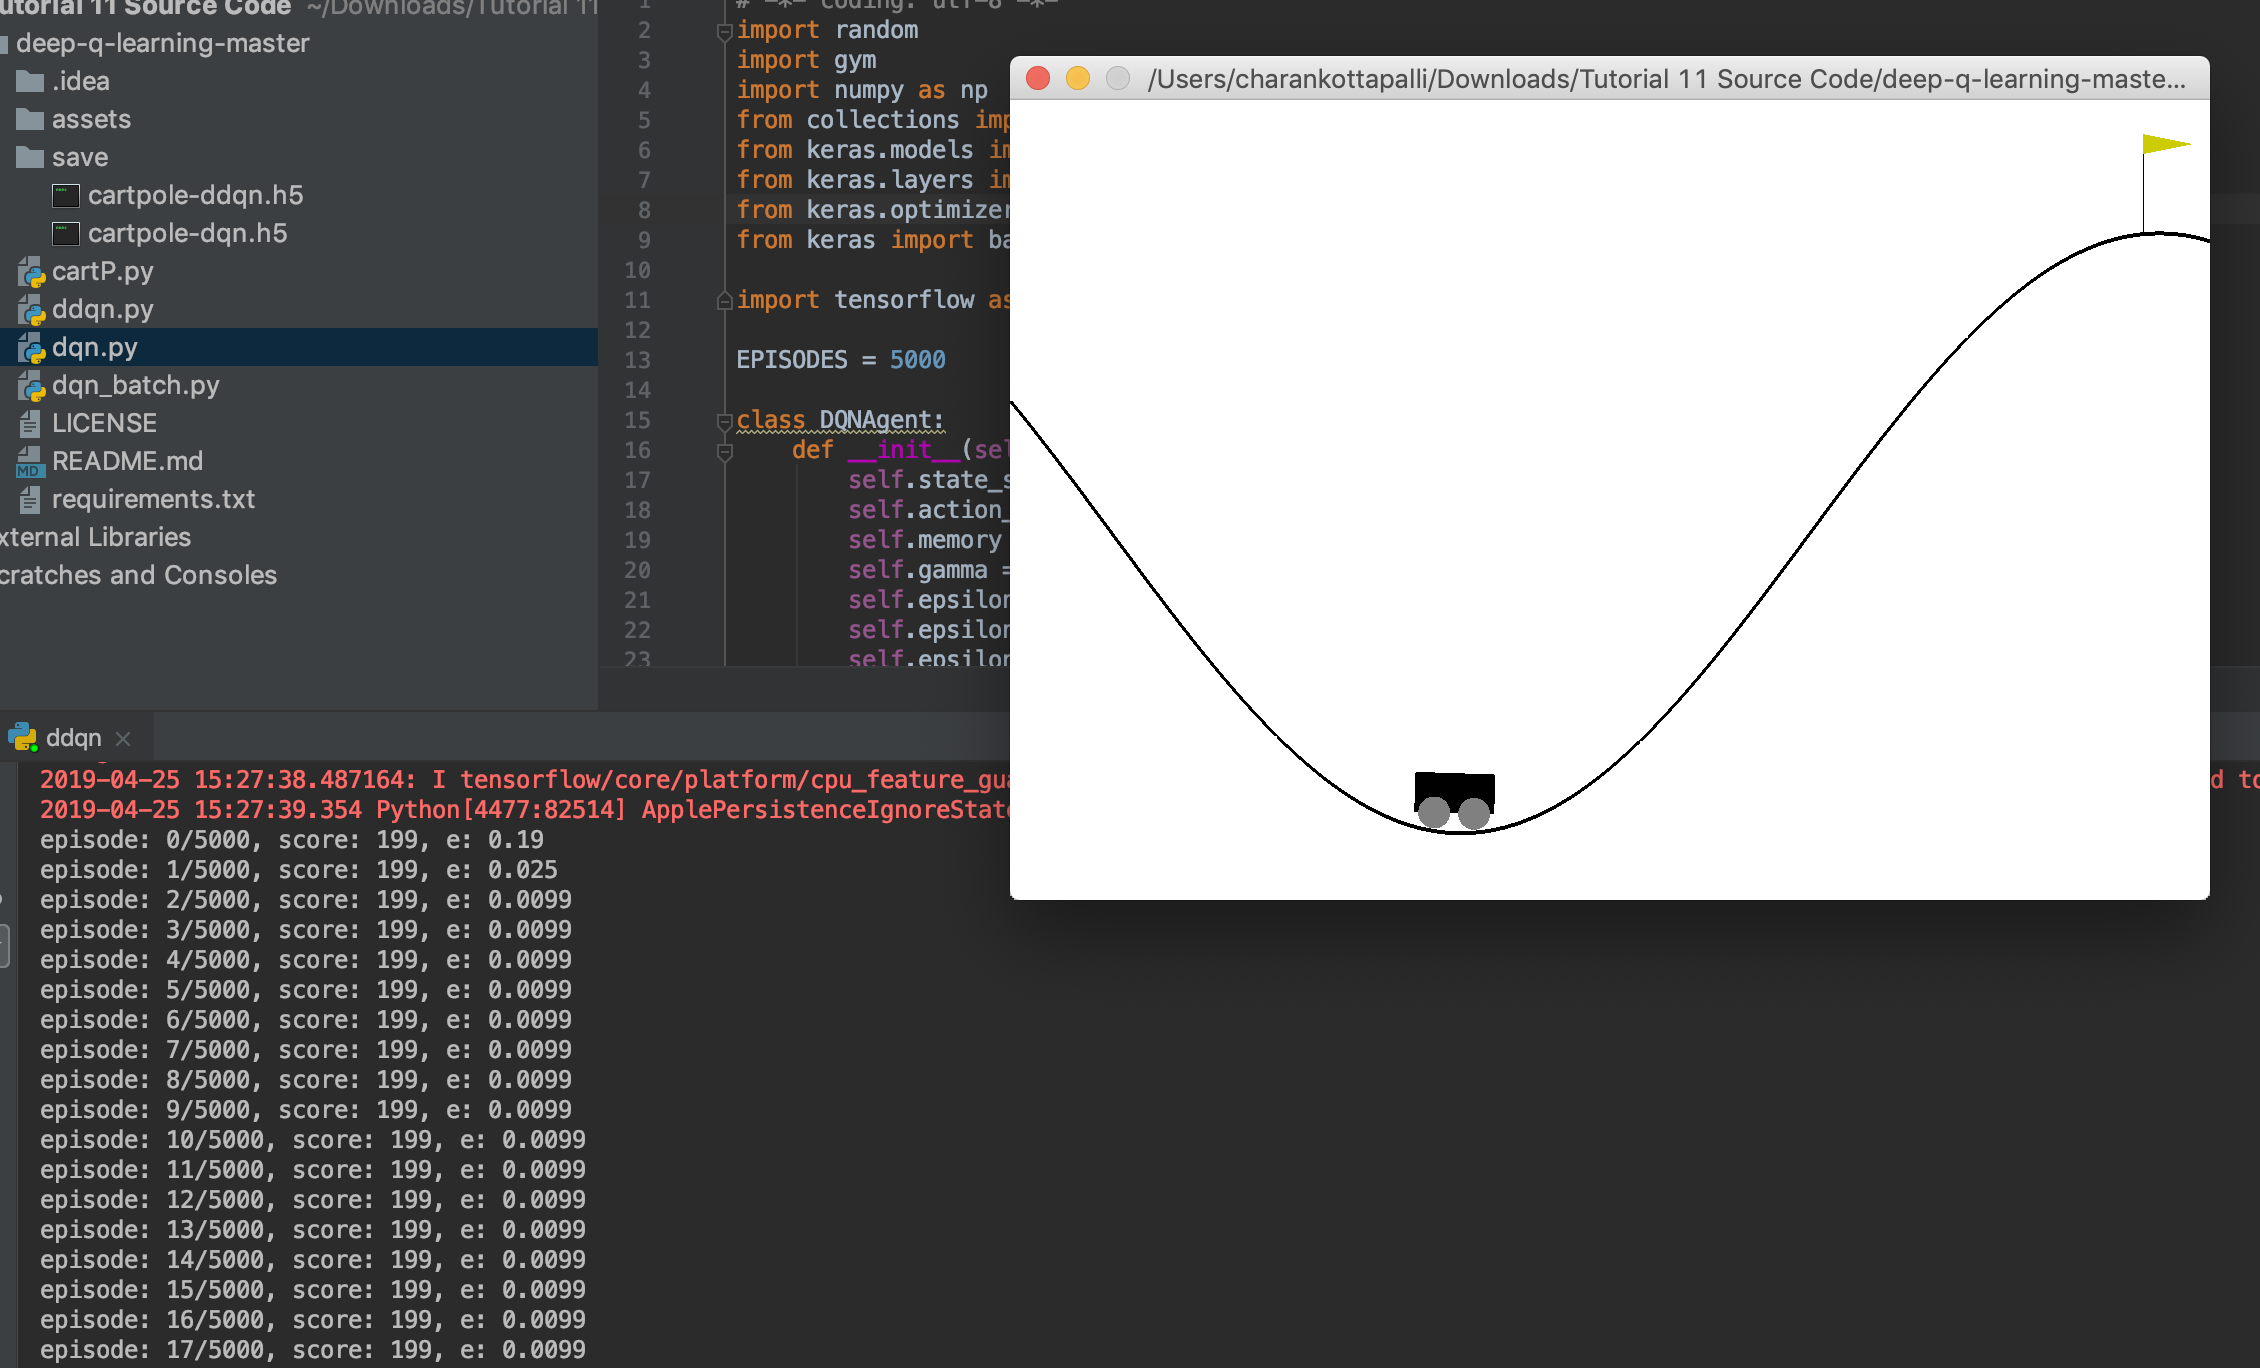 utorial 11 Source Code ~/Downloads/Tutorial 11
deep-q-learning-master
.idea
assets
save
cartpole-ddqn.h5
cartpole-dqn.h5
cartP.py
ddqn.py
dqn.py
dqn_batch.py
LICENSE
MD README.md
requirements.txt
xternal Libraries
cratches and Consoles
1 # -*- coding: utf-8 -*-
2 import random
3 import gym
4 import numpy as np
5 from collections imp
6 from keras.models im
7 from keras.layers im
8 from keras.optimizer
9 from keras import ba
10
11 import tensorflow as
12
13 EPISODES = 5000
14
15 class DQNAgent:
16 def __init__(sel
17 self.state_s
18 self.action_
19 self.memory
20 self.gamma =
21 self.epsilon
22 self.epsilon
23 self.epsilon
/Users/charankottapalli/Downloads/Tutorial 11 Source Code/deep-q-learning-maste...
ddqn
2019-04-25 15:27:38.487164: I tensorflow/core/platform/cpu_feature_gua d to
2019-04-25 15:27:39.354 Python[4477:82514] ApplePersistenceIgnoreState
episode: 0/5000, score: 199, e: 0.19
episode: 1/5000, score: 199, e: 0.025
episode: 2/5000, score: 199, e: 0.0099
episode: 3/5000, score: 199, e: 0.0099
episode: 4/5000, score: 199, e: 0.0099
episode: 5/5000, score: 199, e: 0.0099
episode: 6/5000, score: 199, e: 0.0099
episode: 7/5000, score: 199, e: 0.0099
episode: 8/5000, score: 199, e: 0.0099
episode: 9/5000, score: 199, e: 0.0099
episode: 10/5000, score: 199, e: 0.0099
episode: 11/5000, score: 199, e: 0.0099
episode: 12/5000, score: 199, e: 0.0099
episode: 13/5000, score: 199, e: 0.0099
episode: 14/5000, score: 199, e: 0.0099
episode: 15/5000, score: 199, e: 0.0099
episode: 16/5000, score: 199, e: 0.0099
episode: 17/5000, score: 199, e: 0.0099